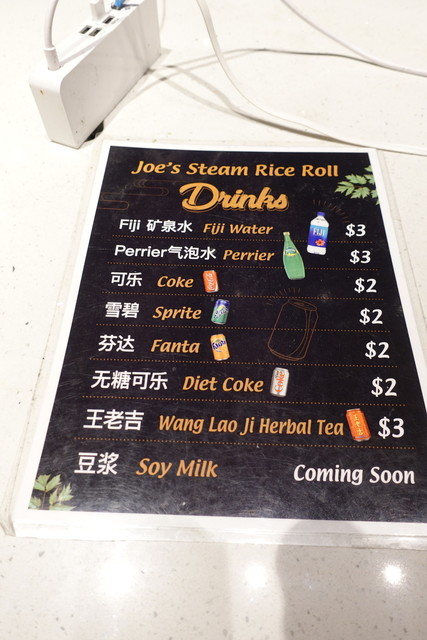 Joe's Steam Rice Roll
Drinks
Fiji 矿泉水 Fiji Water $3
Perrier气泡水 Perrier $3
可乐 Coke $2
雪碧 Sprite $2
芬达 Fanta $2
无糖可乐 Diet Coke $2
王老吉 Wang Lao Ji Herbal Tea $3
豆浆 Soy Milk Coming Soon